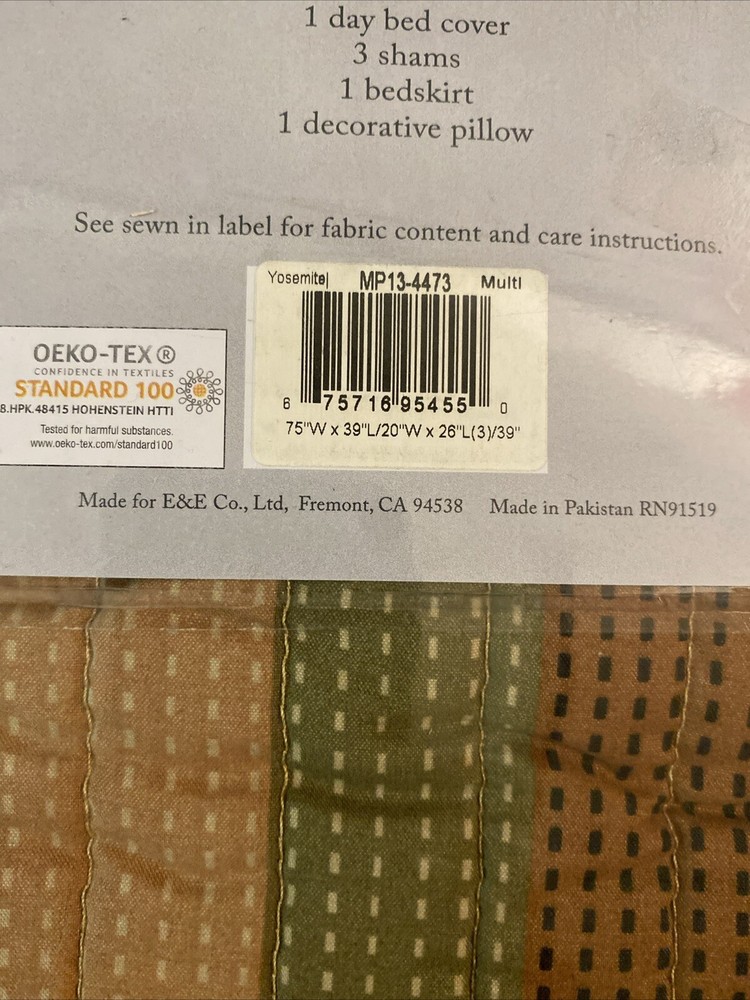 1 day bed cover
3 shams
1 bedskirt
1 decorative pillow
See sewn in label for fabric content and care instructions.
Yosemite| MP13-4473 Multi
6 75716 95455 0
75"W x 39"L/20"W x 26"L(3)/39"
OEKO-TEX®
CONFIDENCE IN TEXTILES
STANDARD 100
8.HPK.48415 HOHENSTEIN HTTI
Tested for harmful substances.
www.oeko-tex.com/standard100
Made for E&E Co., Ltd, Fremont, CA 94538 Made in Pakistan RN91519